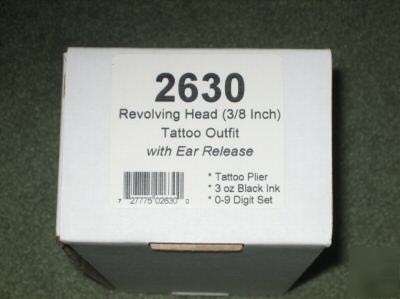 2630
Revolving Head (3/8 Inch)
Tattoo Outfit
with Ear Release
* Tattoo Plier
* 3 oz Black Ink
* 0-9 Digit Set
7 27775 02630 0